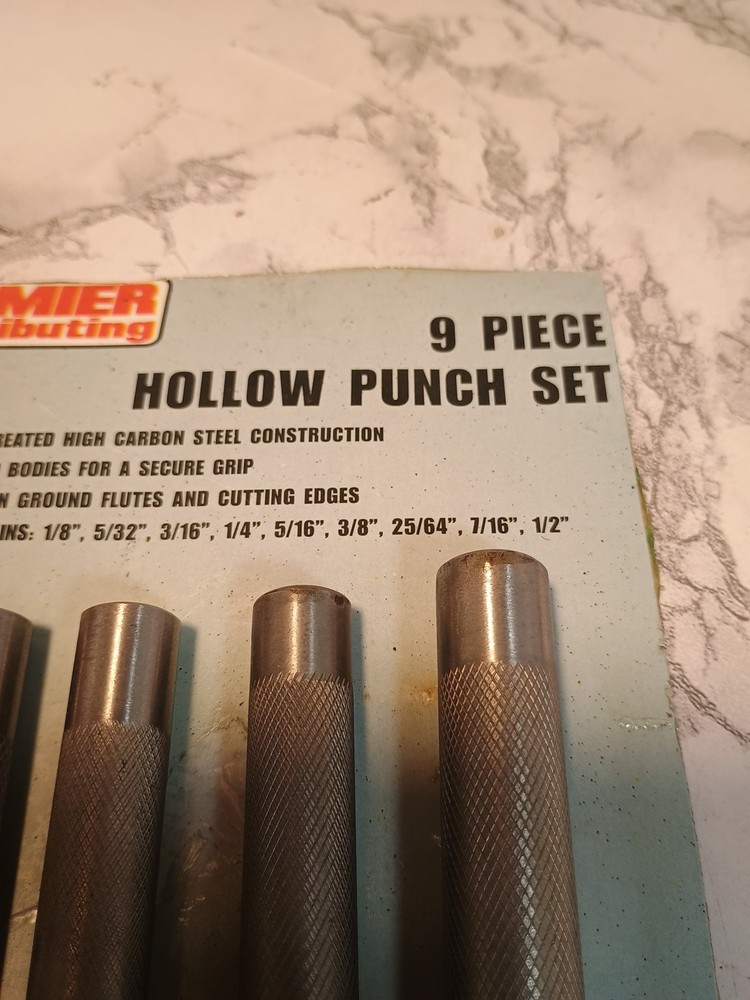 MIER
ibuting
9 PIECE
HOLLOW PUNCH SET
REATED HIGH CARBON STEEL CONSTRUCTION
BODIES FOR A SECURE GRIP
N GROUND FLUTES AND CUTTING EDGES
INS: 1/8”, 5/32”, 3/16”, 1/4”, 5/16”, 3/8”, 25/64”, 7/16”, 1/2”